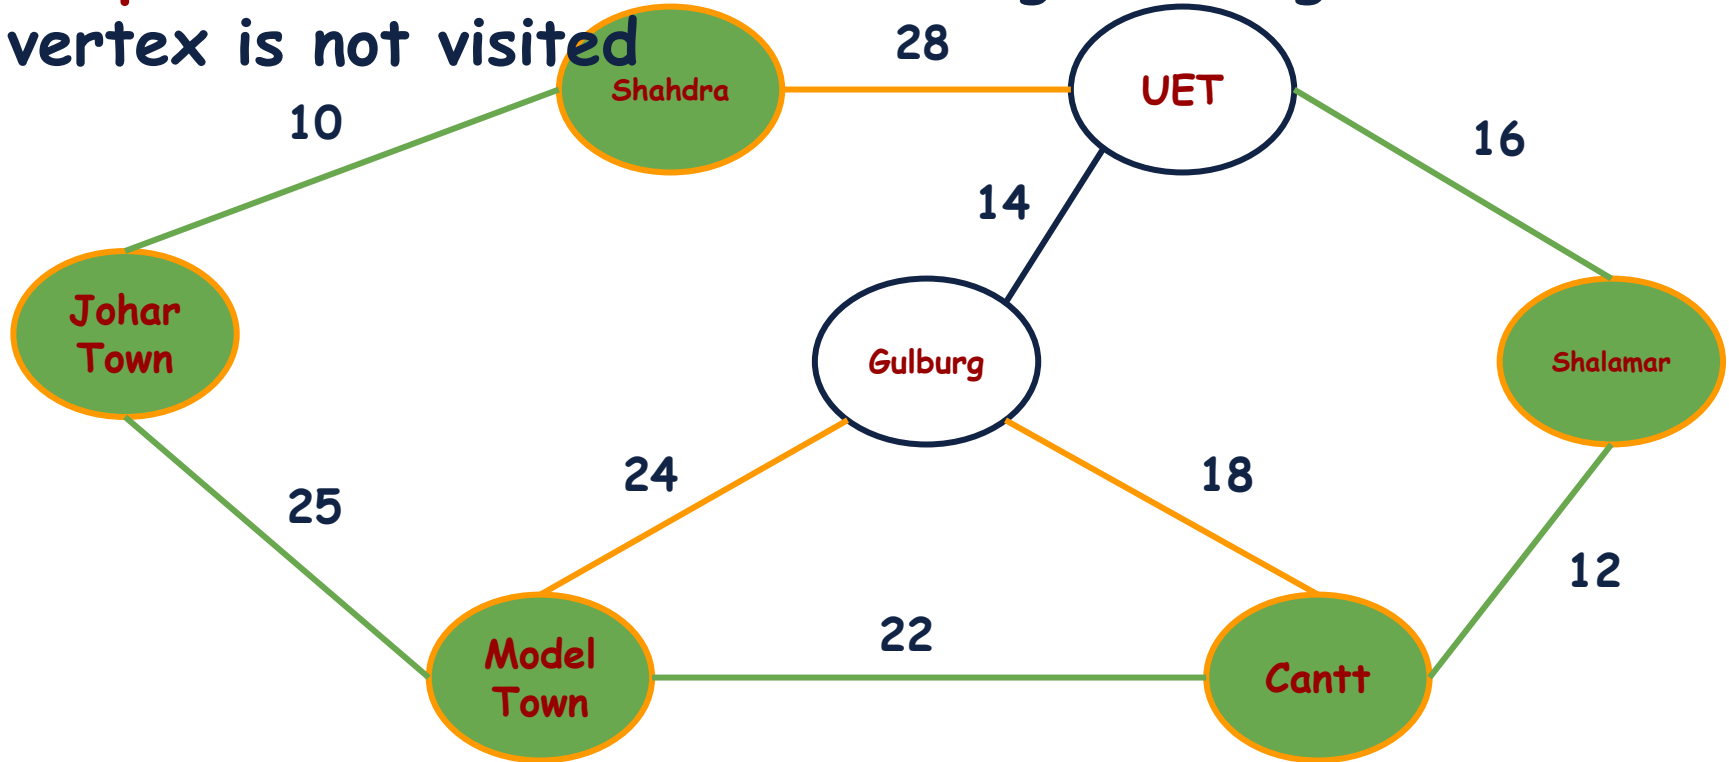 vertex is not visited
28
Shahdra
UET
10
16
14
Johar
Town
Gulburg
Shalamar
24
18
25
12
22
Model
Town
Cantt